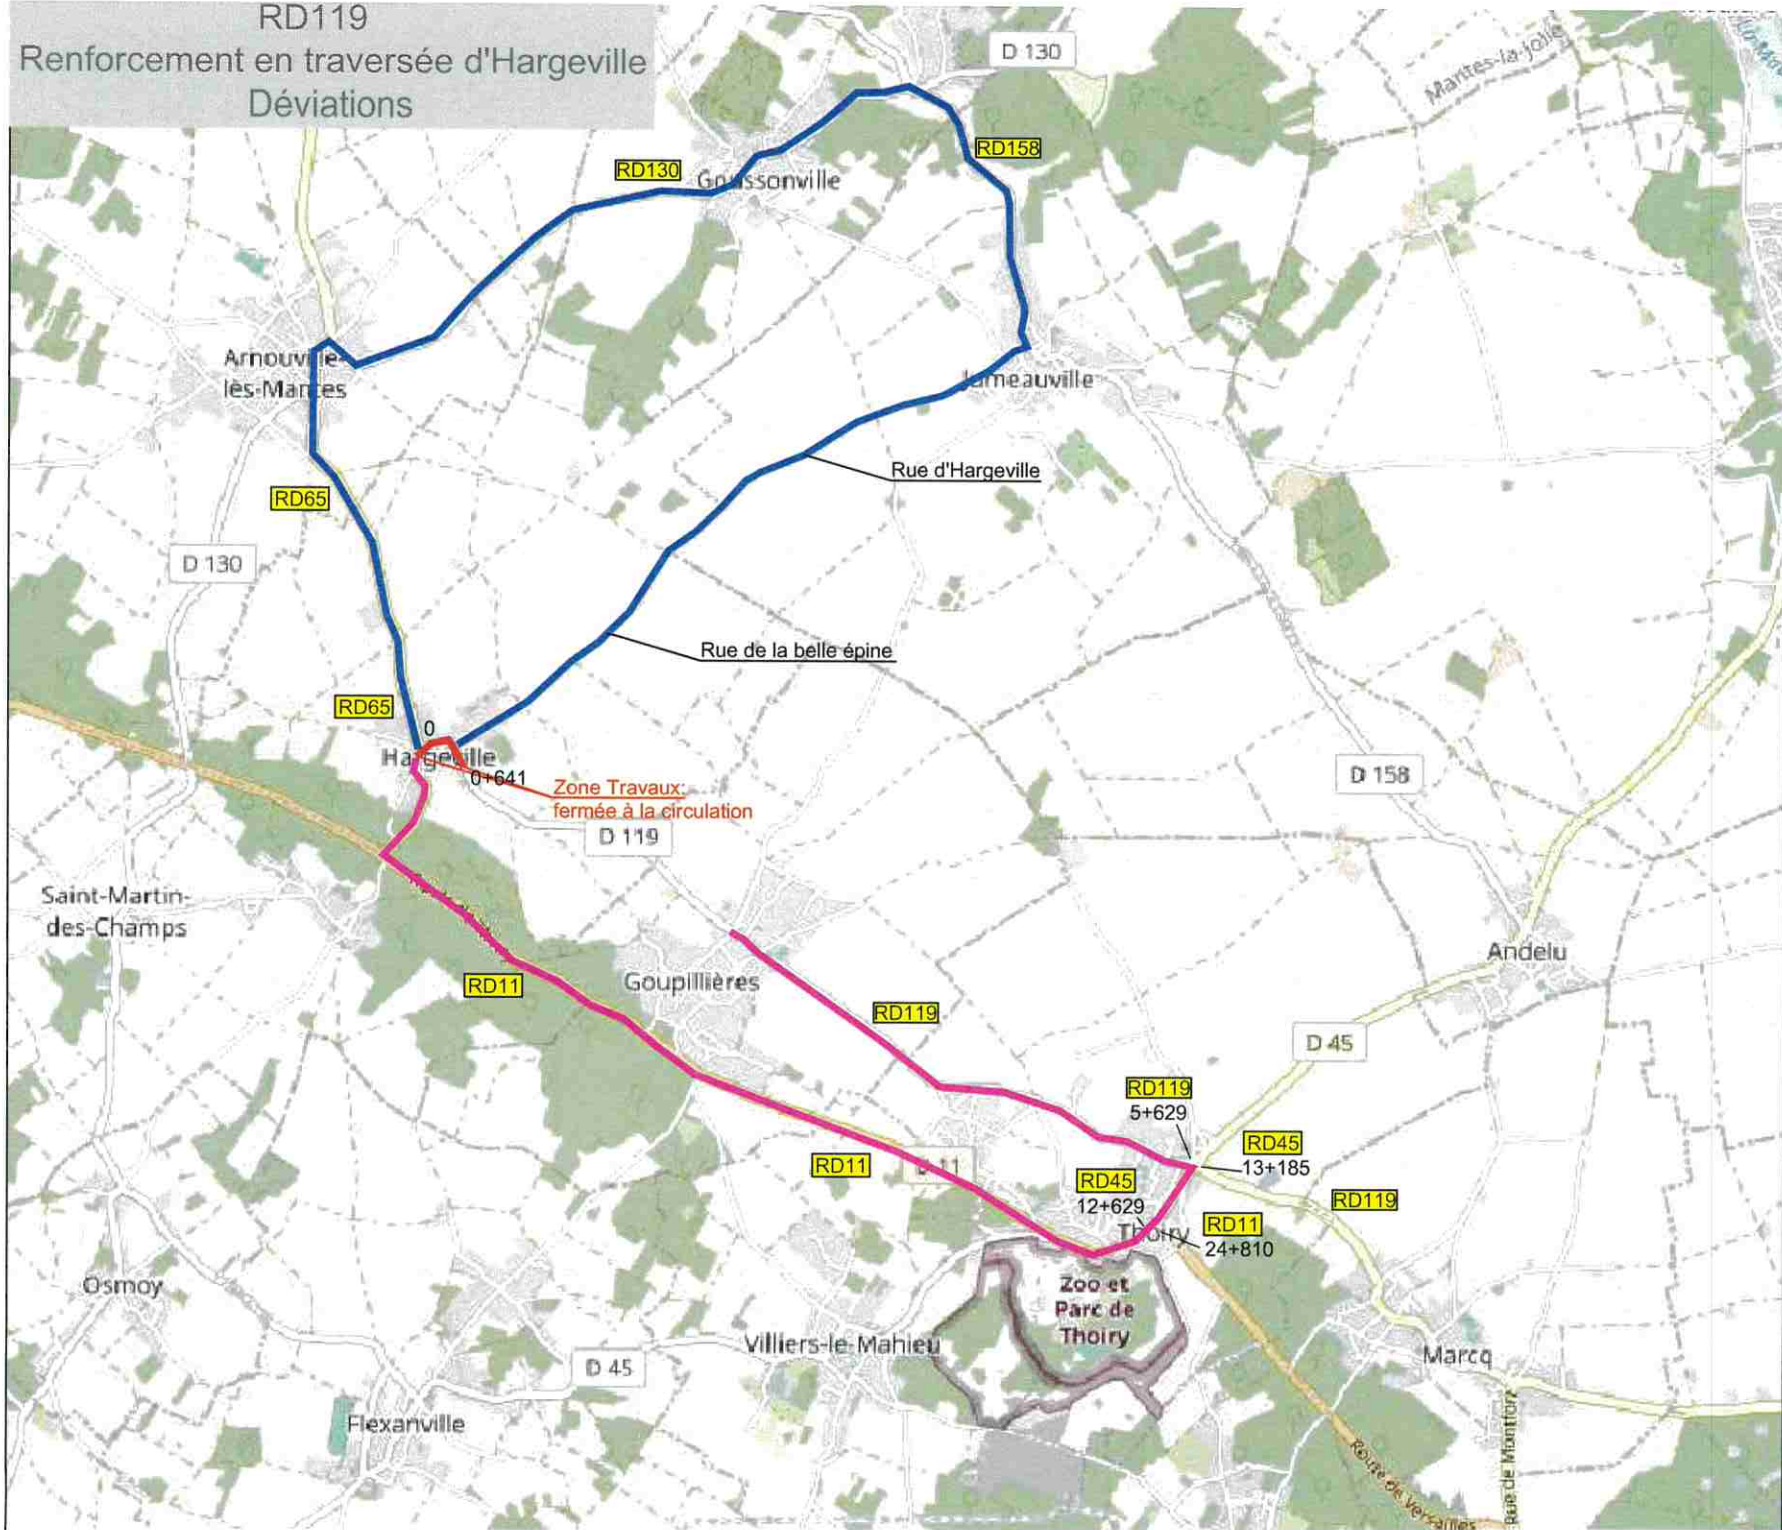 RD119
Renforcement en traversée d'Hargeville
Déviations
D 130
Mantes-la-Jolie
RD158
RD130
Goussonville
Arnouville-
lès-Mantes
Jumeauville
Rue d'Hargeville
RD65
D 130
Rue de la belle épine
RD65
0
Hargeville
0+641
Zone Travaux:
fermée à la circulation
D 158
D 119
Saint-Martin-
des-Champs
Andelu
RD11
Goupillières
RD119
D 45
RD119
5+629
RD45
13+185
RD11
D 11
RD45
12+629
RD119
Thoiry
RD11
24+810
Osmoy
Zoo et
Parc de
Thoiry
Villiers-le-Mahieu
Marcq
D 45
Flexanville
Rue de Montfort
Route de Versailles